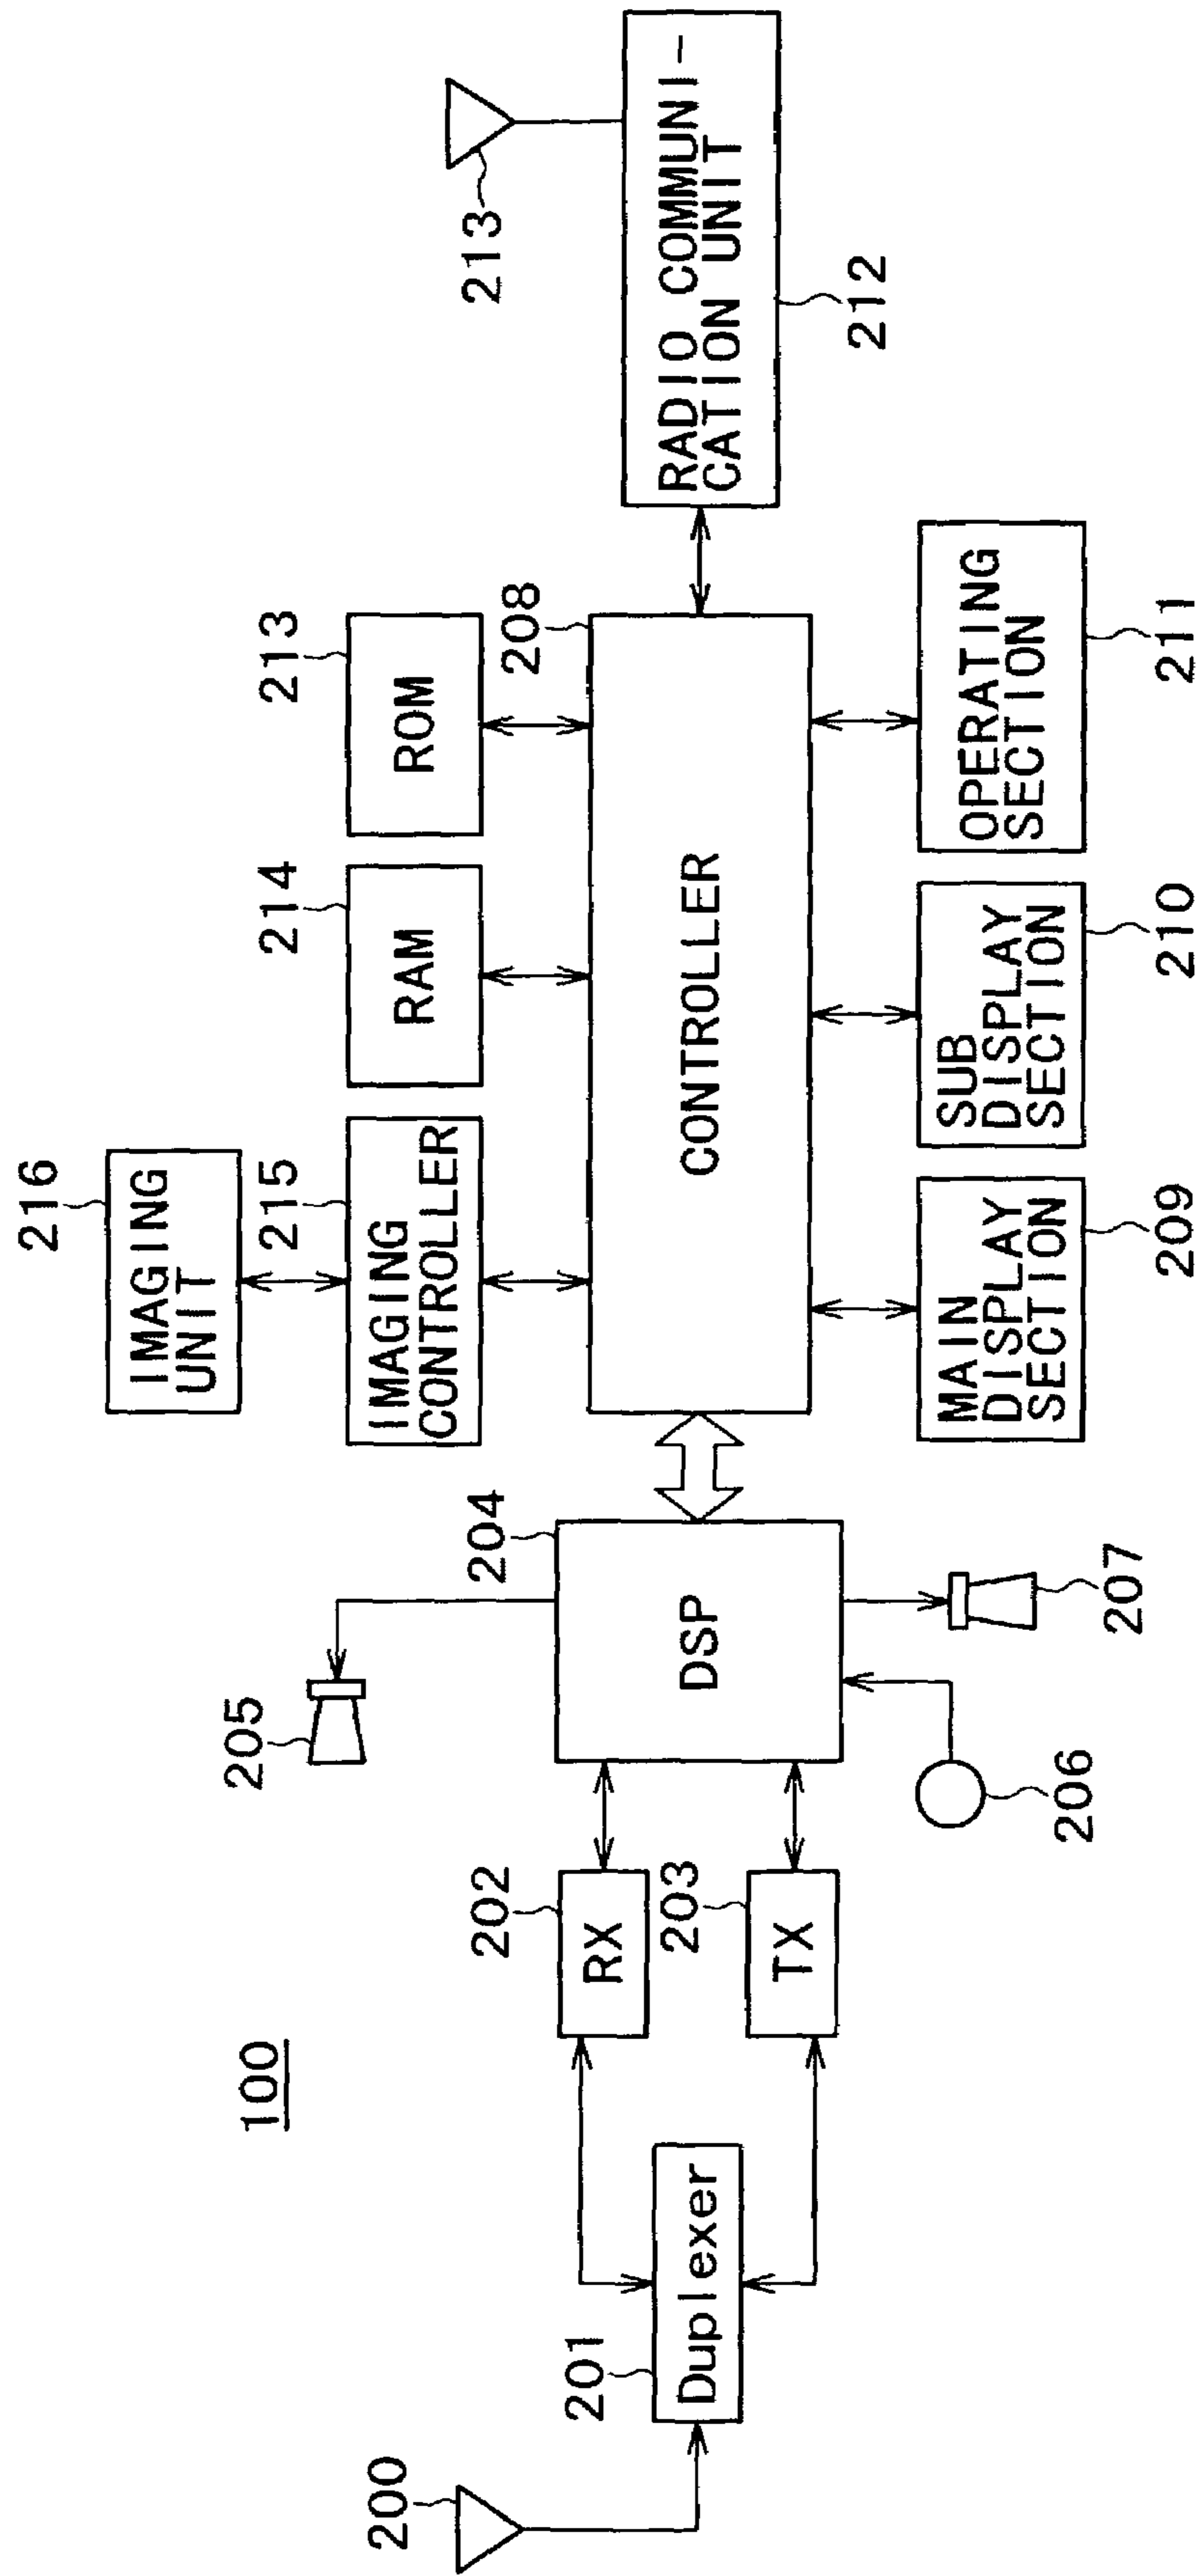 100
200
201
Duplexer
202
RX
203
TX
204
DSP
205
206
207
208
CONTROLLER
216
IMAGING
UNIT
215
IMAGING
CONTROLLER
214
RAM
213
ROM
MAIN
DISPLAY
SECTION
209
SUB
DISPLAY
SECTION
210
OPERATING
SECTION
211
213
RADIO COMMUNI-
CATION UNIT
212